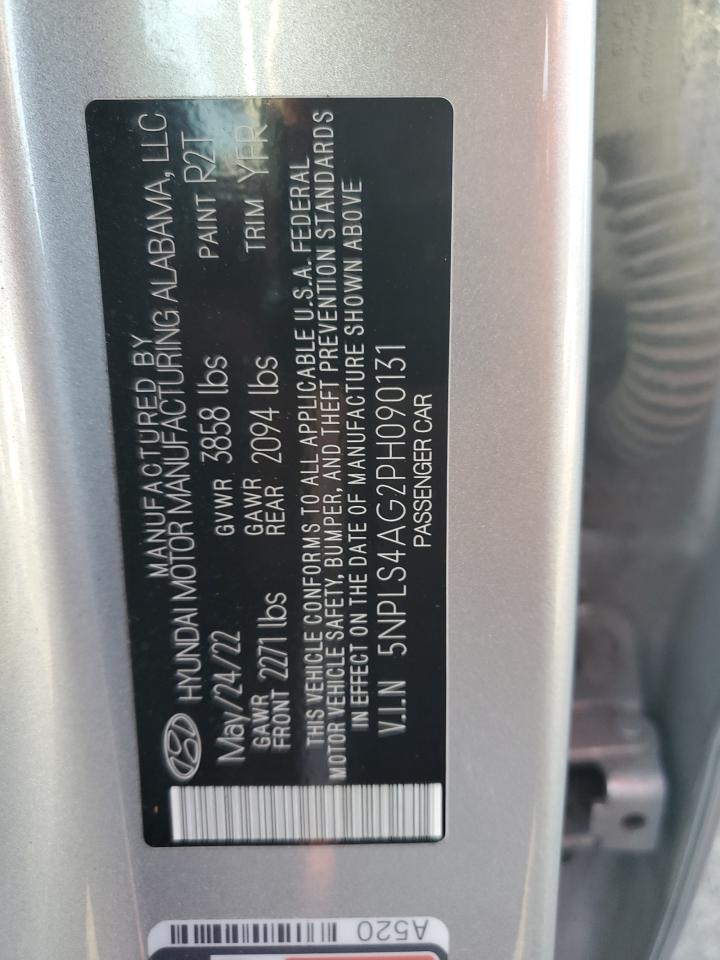 MANUFACTURED BY
HYUNDAI MOTOR MANUFACTURING ALABAMA, LLC
May/24/22 GVWR 3858 lbs PAINT R2T
GAWR FRONT 2271 lbs GAWR REAR 2094 lbs TRIM YFR
THIS VEHICLE CONFORMS TO ALL APPLICABLE U.S.A. FEDERAL
MOTOR VEHICLE SAFETY, BUMPER, AND THEFT PREVENTION STANDARDS
IN EFFECT ON THE DATE OF MANUFACTURE SHOWN ABOVE
V.I.N 5NPLS4AG2PH090131
PASSENGER CAR
A520